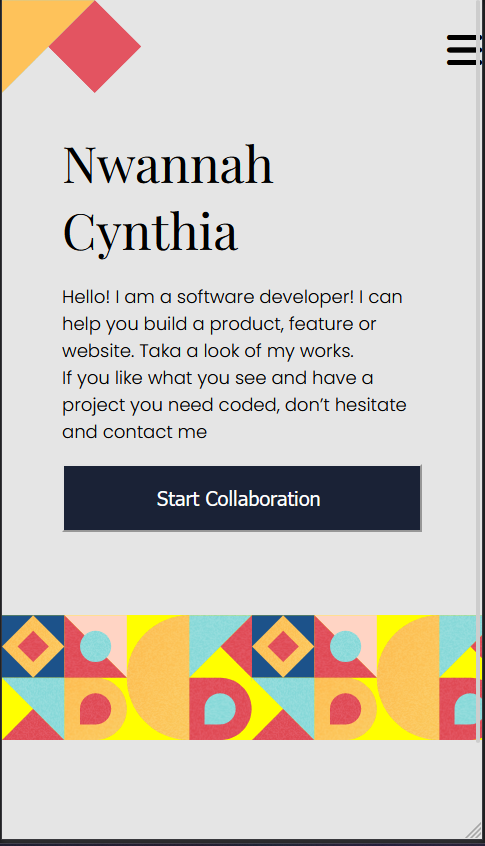 Nwannah
Cynthia
Hello! I am a software developer! I can
help you build a product, feature or
website. Taka a look of my works.
If you like what you see and have a
project you need coded, don’t hesitate
and contact me
Start Collaboration